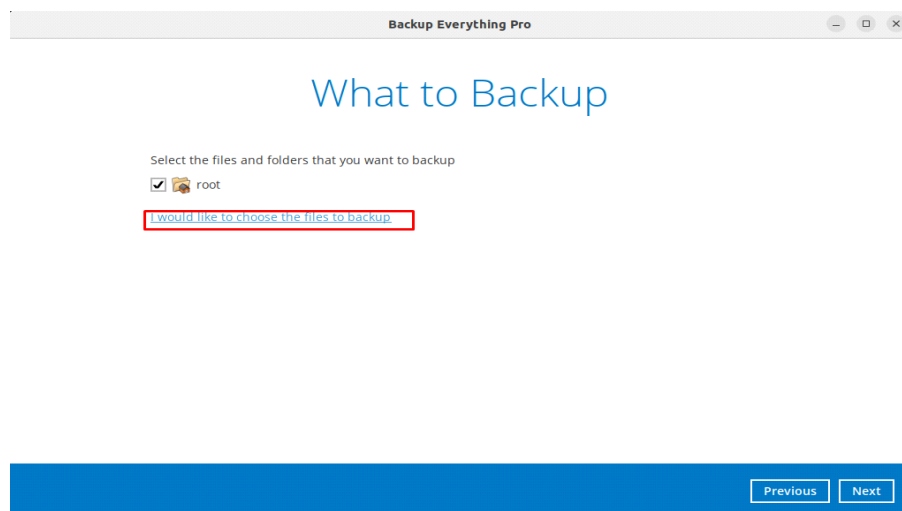 Backup Everything Pro
What to Backup
Select the files and folders that you want to backup
root
I would like to choose the files to backup
Previous
Next